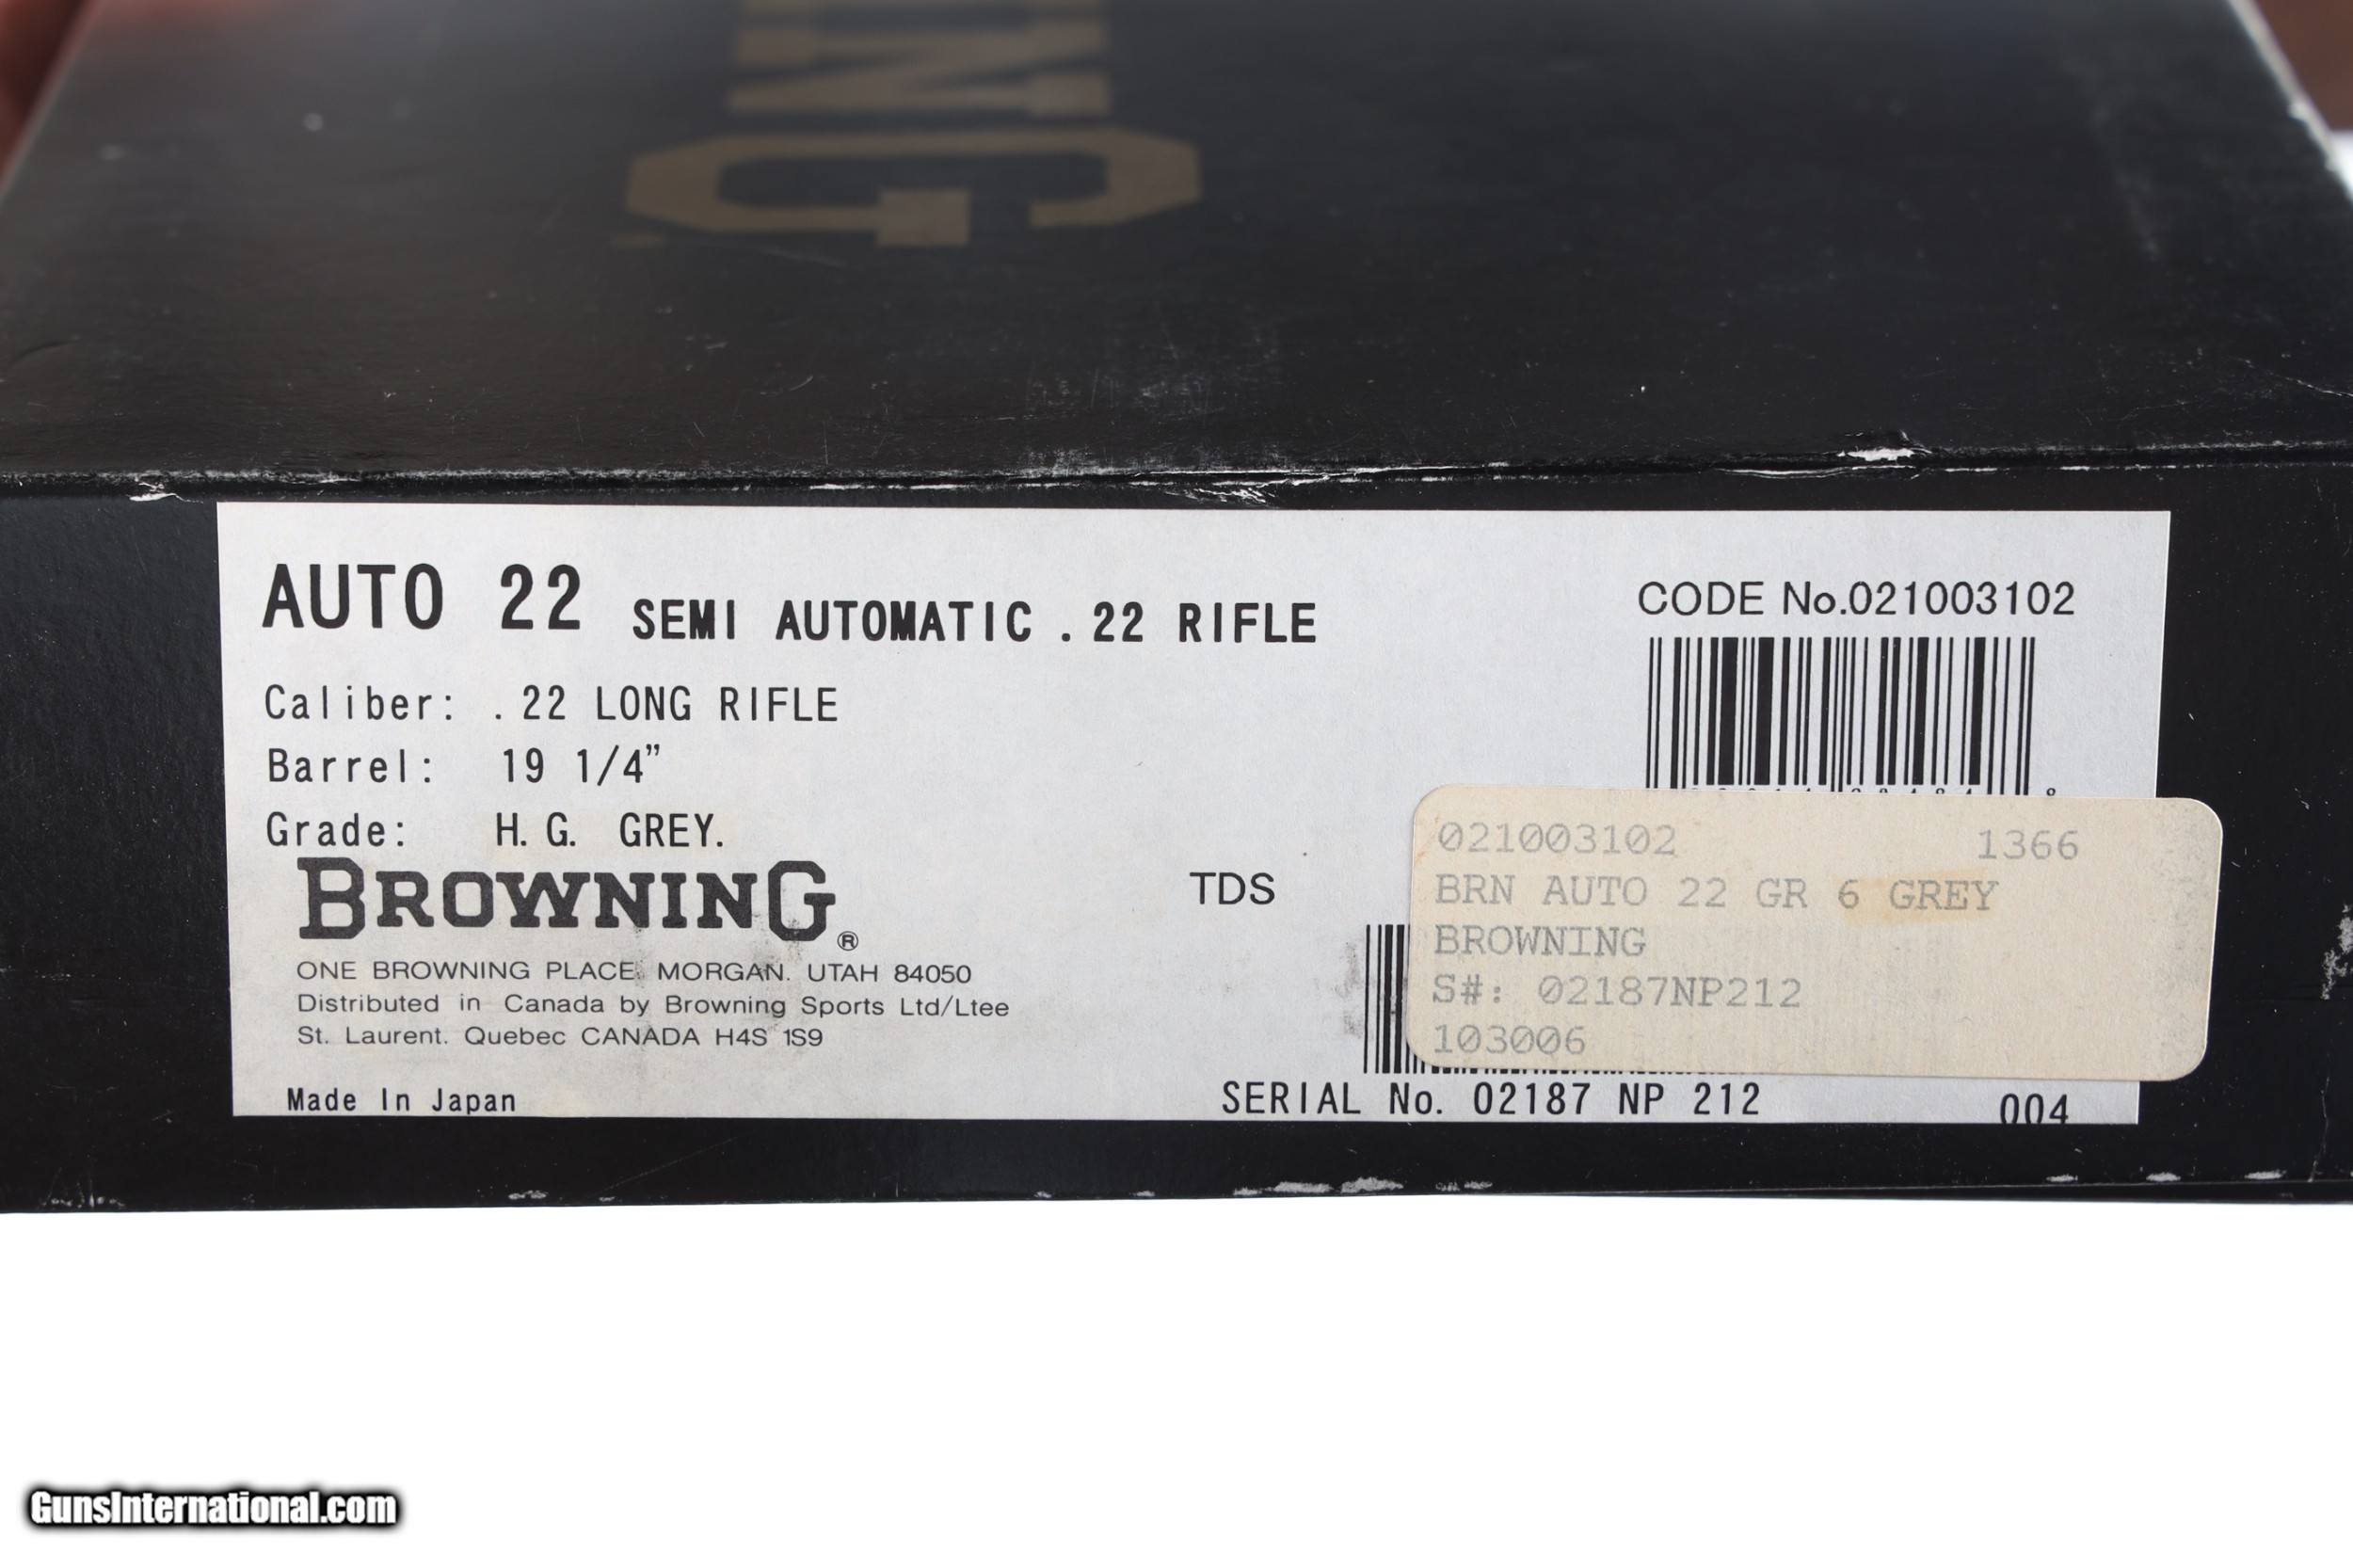 NG
AUTO 22 SEMI AUTOMATIC .22 RIFLE
CODE No.021003102
Caliber: .22 LONG RIFLE
Barrel: 19 1/4”
Grade: H.G. GREY.
BROWNING®
TDS
ONE BROWNING PLACE. MORGAN. UTAH 84050
Distributed in Canada by Browning Sports Ltd/Ltee
St. Laurent. Quebec CANADA H4S 1S9
Made In Japan
021003102 1366
BRN AUTO 22 GR 6 GREY
BROWNING
S#: 02187NP212
103006
SERIAL No. 02187 NP 212
004
GunsInternational.com